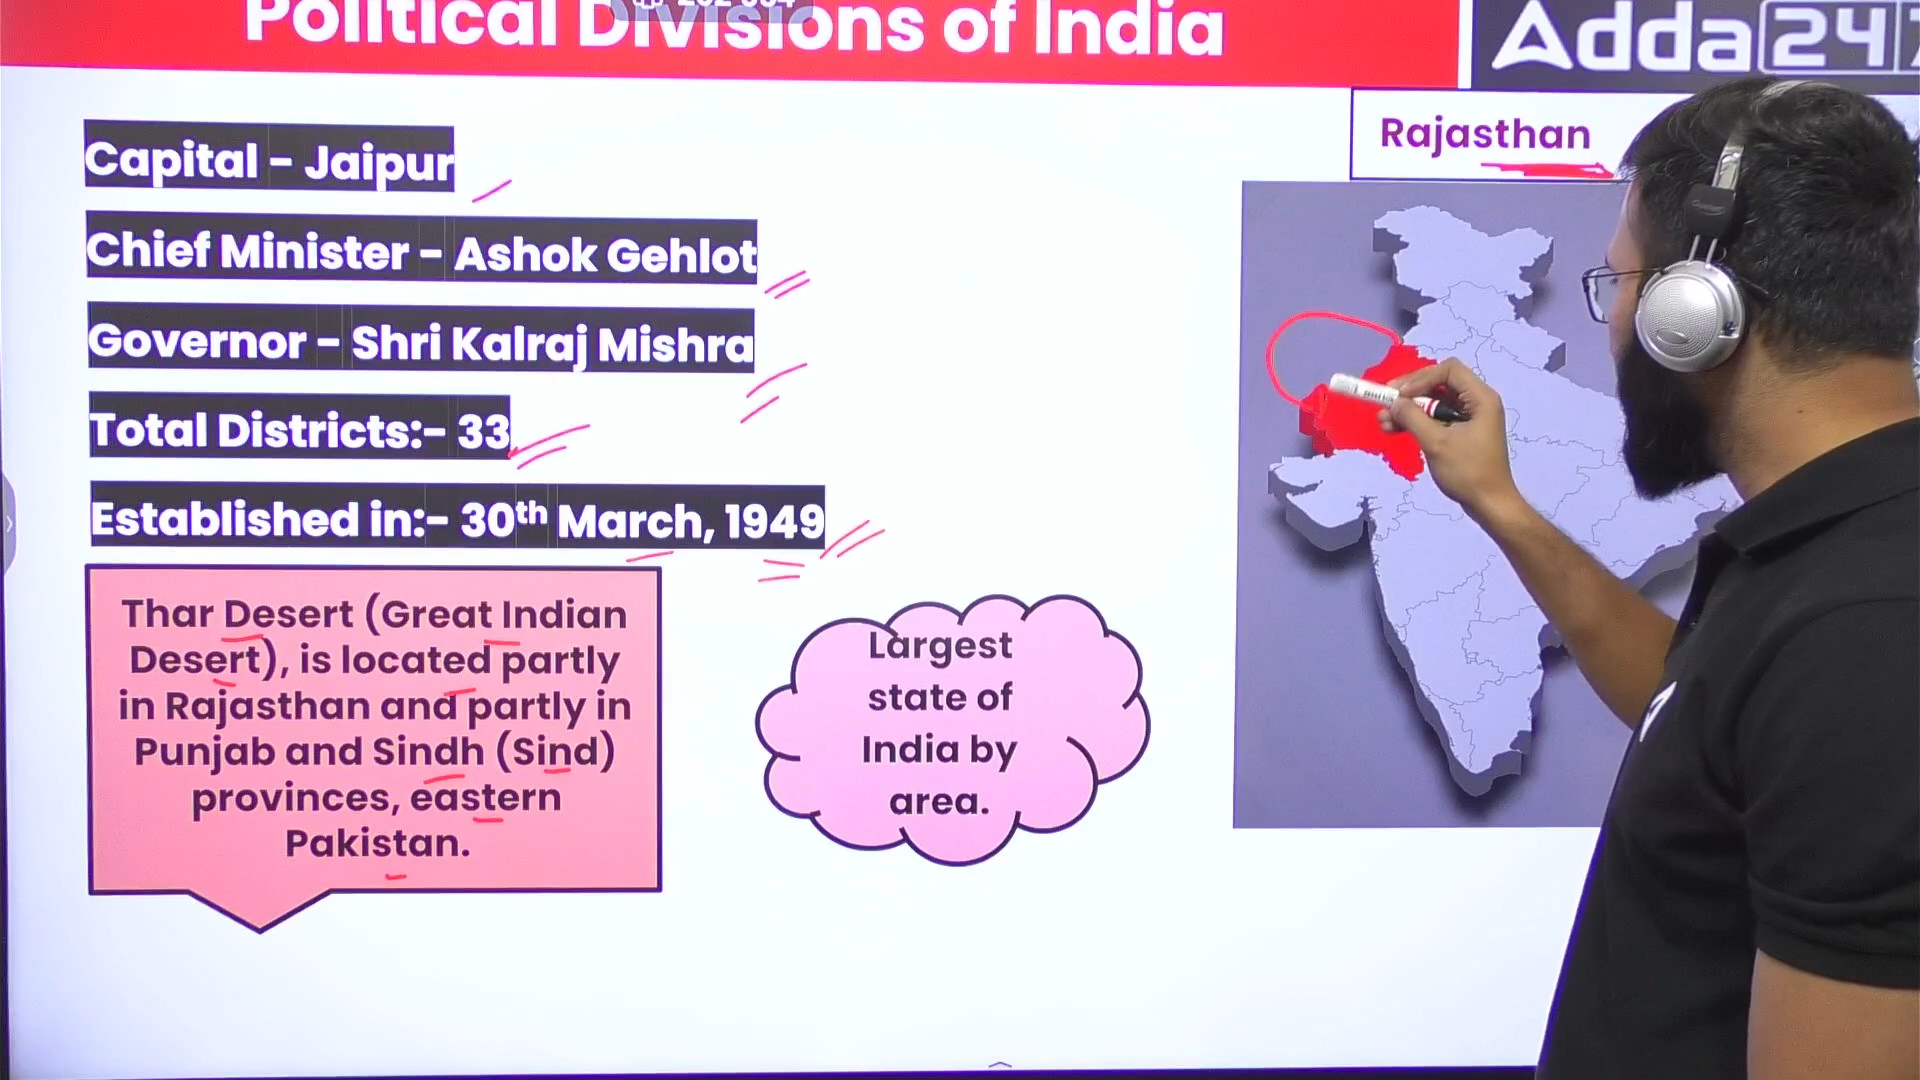 Political Divisions of India
Adda247
Rajasthan
Capital - Jaipur
Chief Minister - Ashok Gehlot
Governor - Shri Kalraj Mishra
Total Districts:- 33
Established in:- 30th March, 1949
Thar Desert (Great Indian
Desert), is located partly
in Rajasthan and partly in
Punjab and Sindh (Sind)
provinces, eastern
Pakistan.
Largest
state of
India by
area.